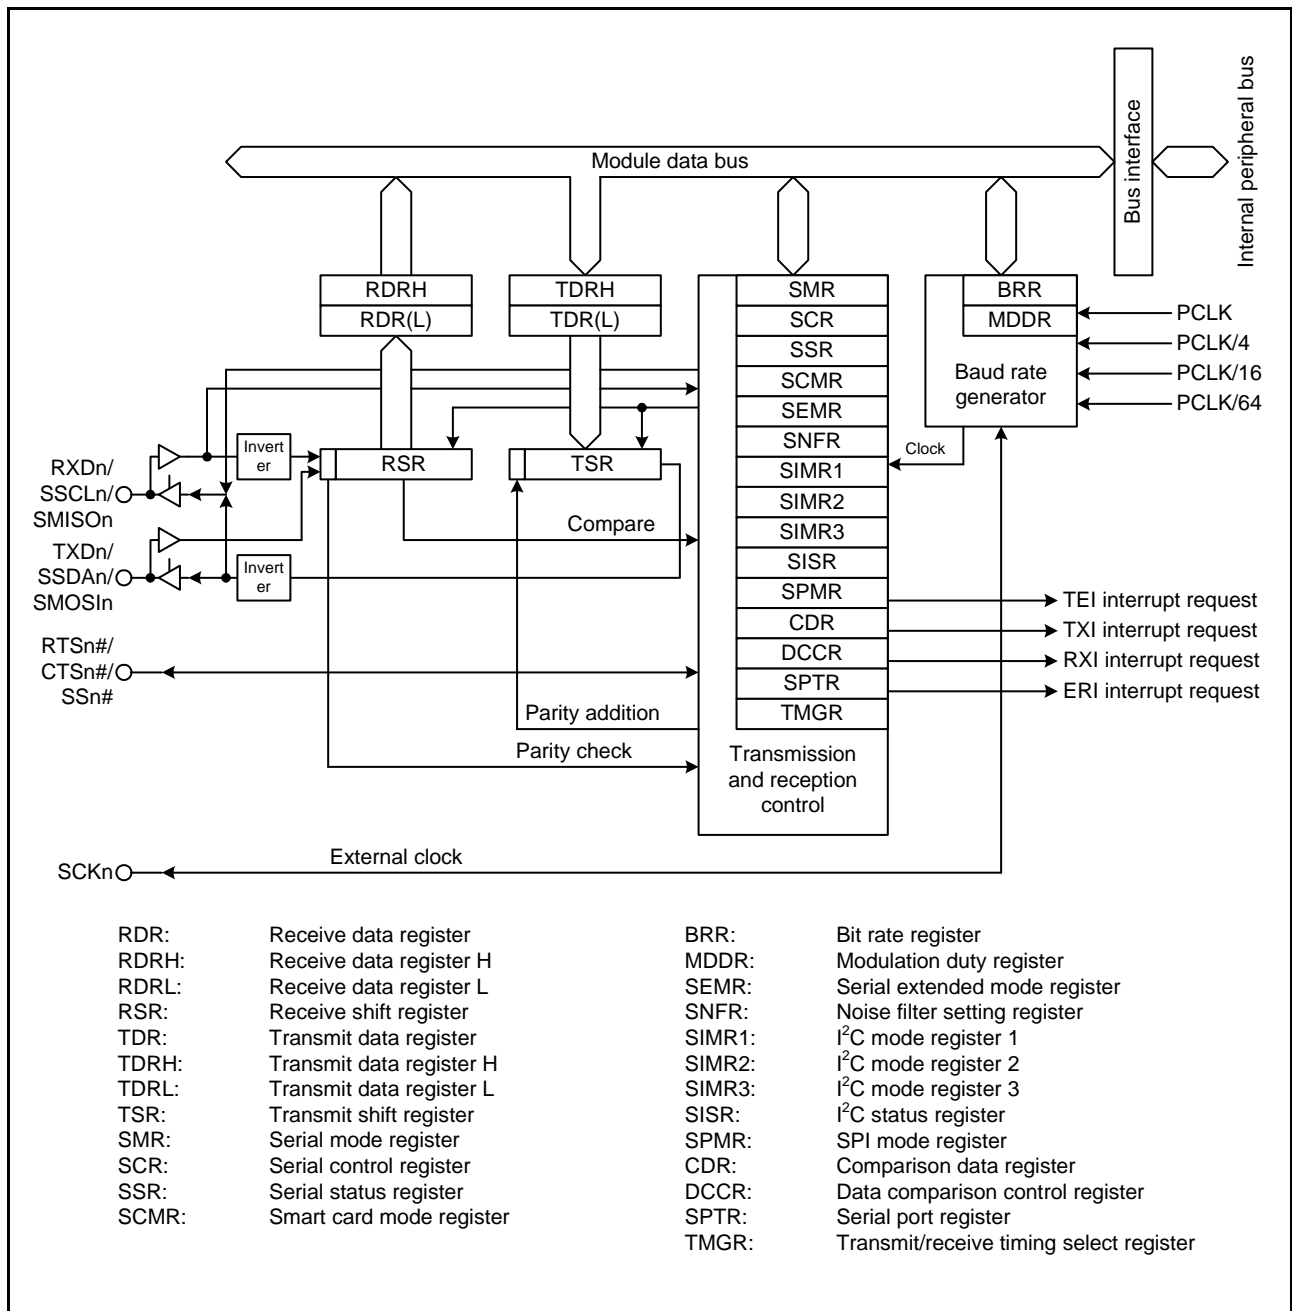 Module data bus
Bus interface
Internal peripheral bus
RDRH
RDR(L)
TDRH
TDR(L)
SMR
SCR
SSR
SCMR
SEMR
SNFR
SIMR1
SIMR2
SIMR3
SISR
SPMR
CDR
DCCR
SPTR
TMGR
Transmission
and reception
control
BRR
MDDR
Baud rate
generator
PCLK
PCLK/4
PCLK/16
PCLK/64
Clock
RXDn/
SSCLn/
SMISOn
Invert
er
RSR
TSR
Compare
TXDn/
SSDAn/
SMOSIn
Invert
er
TEI interrupt request
TXI interrupt request
RXI interrupt request
ERI interrupt request
RTSn#/
CTSn#/
SSn#
Parity addition
Parity check
External clock
SCKn
RDR: Receive data register
RDRH: Receive data register H
RDRL: Receive data register L
RSR: Receive shift register
TDR: Transmit data register
TDRH: Transmit data register H
TDRL: Transmit data register L
TSR: Transmit shift register
SMR: Serial mode register
SCR: Serial control register
SSR: Serial status register
SCMR: Smart card mode register
BRR: Bit rate register
MDDR: Modulation duty register
SEMR: Serial extended mode register
SNFR: Noise filter setting register
SIMR1: I²C mode register 1
SIMR2: I²C mode register 2
SIMR3: I²C mode register 3
SISR: I²C status register
SPMR: SPI mode register
CDR: Comparison data register
DCCR: Data comparison control register
SPTR: Serial port register
TMGR: Transmit/receive timing select register